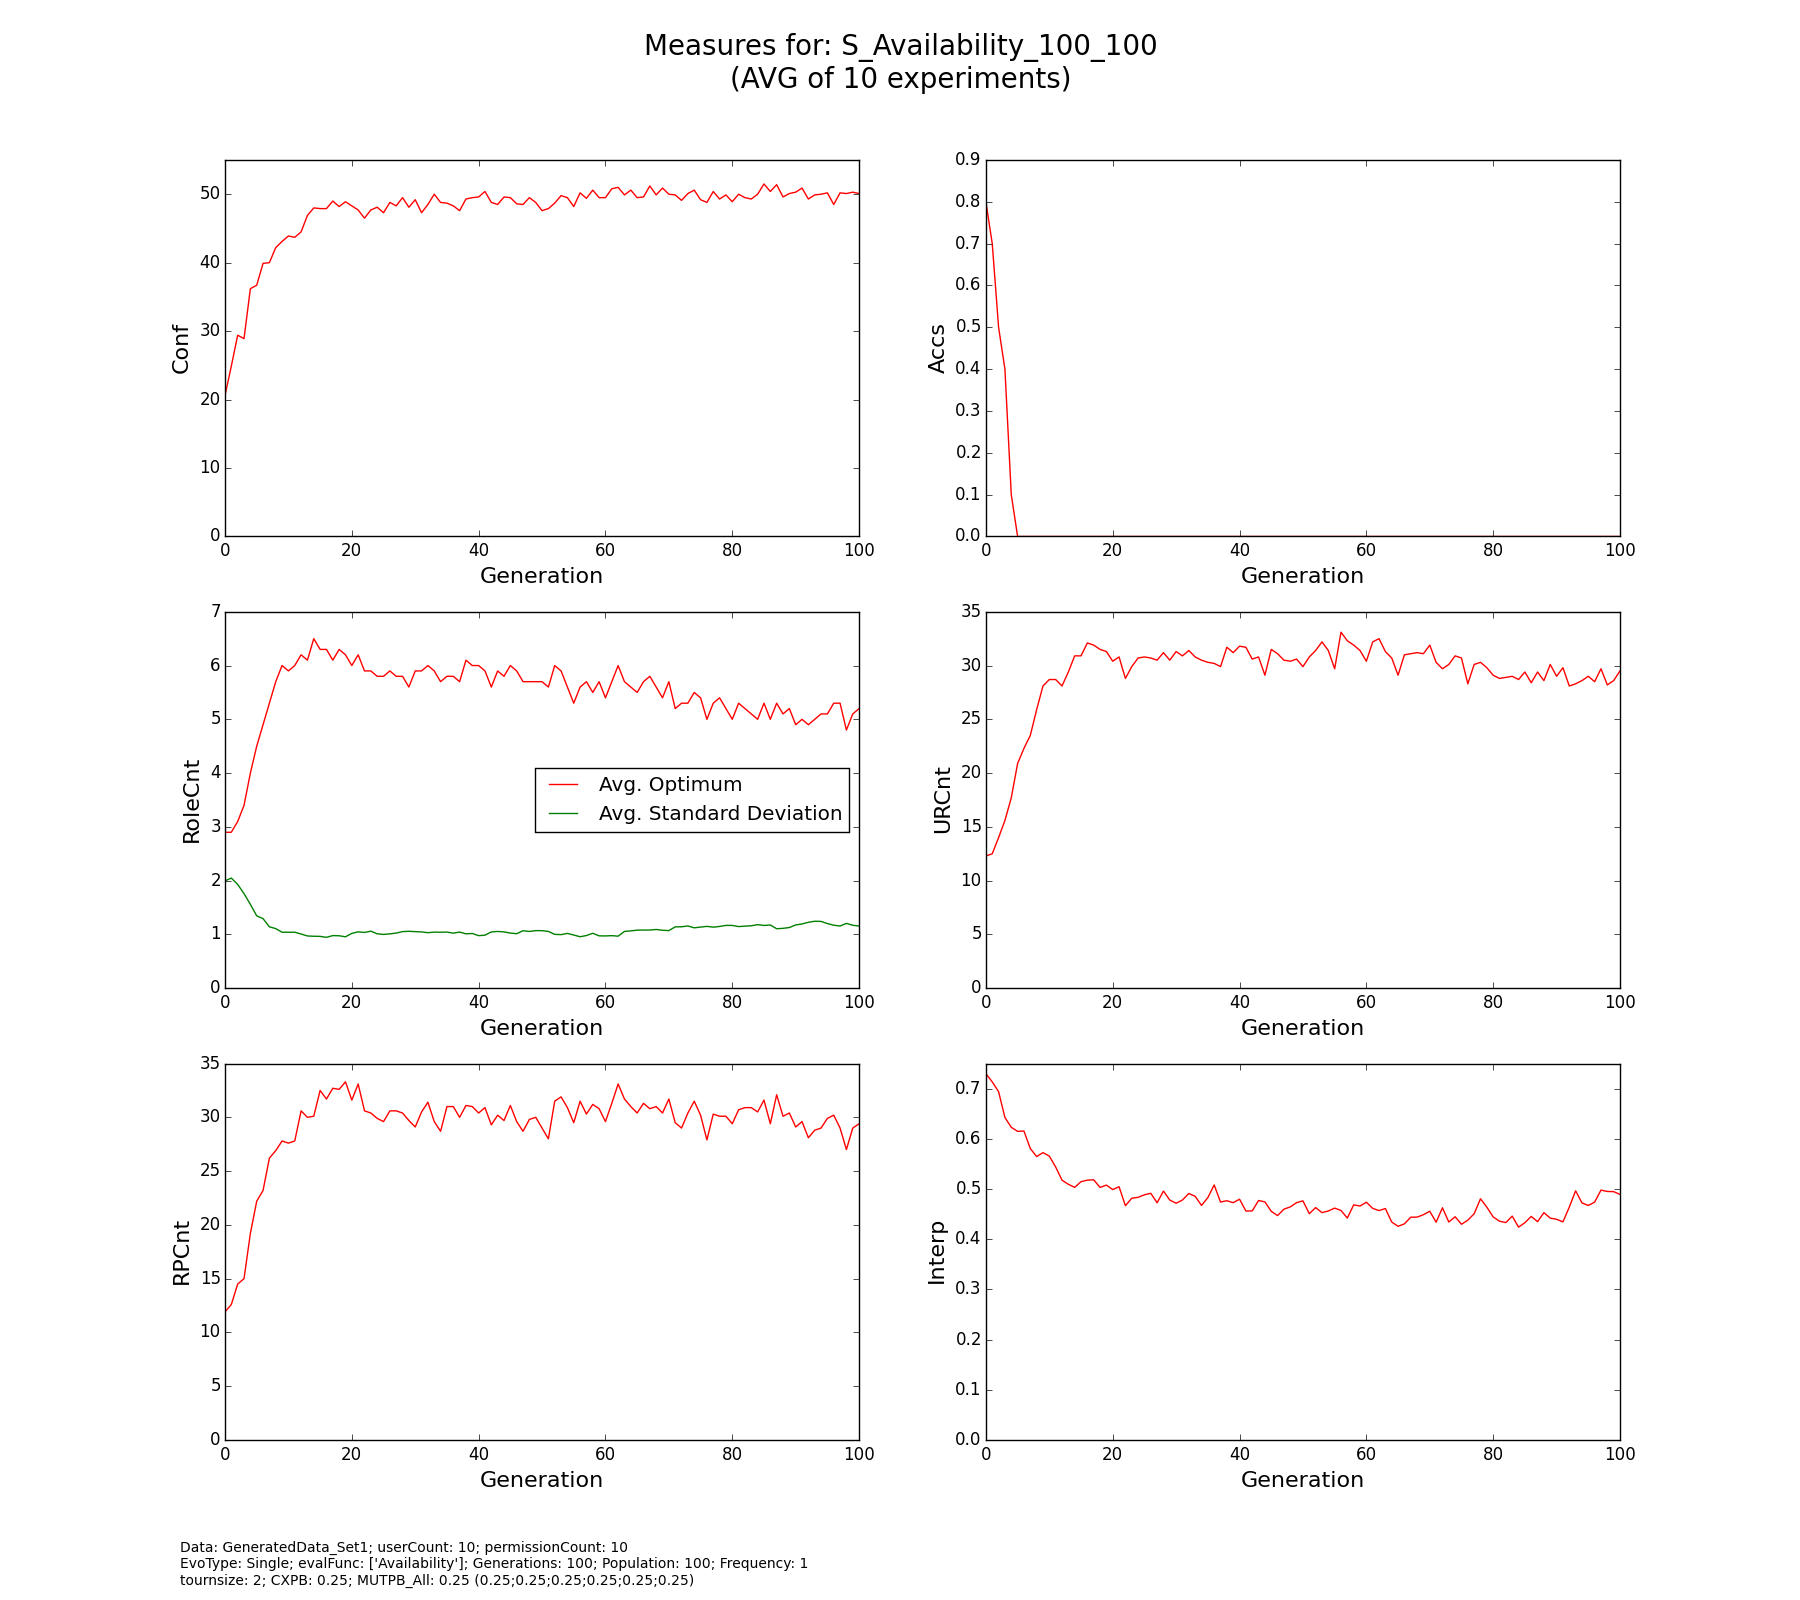 Measures for: S_Availability_100_100
(AVG of 10 experiments)
50
40
30
20
10
0
Conf
0 20 40 60 80 100
Generation
0.9
0.8
0.7
0.6
0.5
0.4
0.3
0.2
0.1
0.0
Accs
0 20 40 60 80 100
Generation
7
6
5
4
3
2
1
0
RoleCnt
Avg. Optimum
Avg. Standard Deviation
0 20 40 60 80 100
Generation
35
30
25
20
15
10
5
0
URCnt
0 20 40 60 80 100
Generation
35
30
25
20
15
10
5
0
RPCnt
0 20 40 60 80 100
Generation
0.7
0.6
0.5
0.4
0.3
0.2
0.1
0.0
Interp
0 20 40 60 80 100
Generation
Data: GeneratedData_Set1; userCount: 10; permissionCount: 10
EvoType: Single; evalFunc: ['Availability']; Generations: 100; Population: 100; Frequency: 1
tournsize: 2; CXPB: 0.25; MUTPB_All: 0.25 (0.25;0.25;0.25;0.25;0.25;0.25)